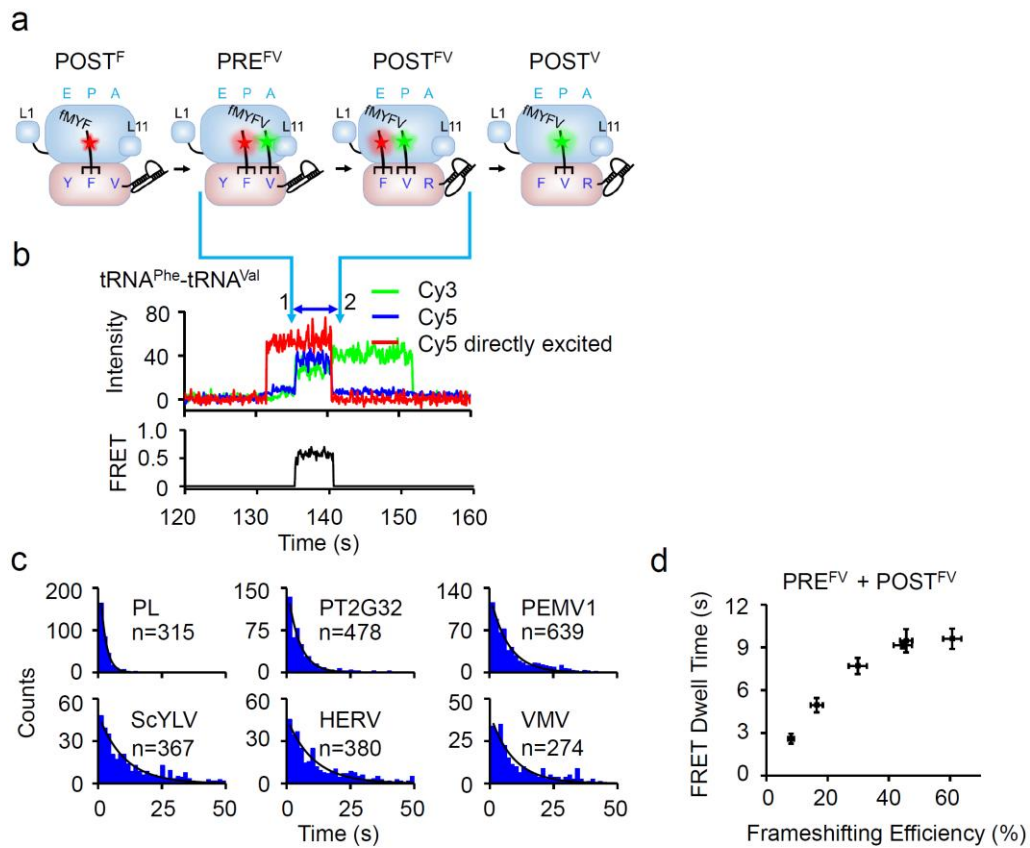 a
POST^F PRE^FV POST^FV POST^V
E P A E P A E P A E P A
L1 fMYF L11 fMYFV L11 L1 fMYFV L11 L1 fMYFV L11
Y F V Y F V F V R F V R
b
tRNA^Phe-tRNA^Val
1 2
Cy3
Cy5
Cy5 directly excited
Intensity
80
40
0
FRET
1.0
0.5
0
120 130 140 150 160
Time (s)
c
Counts
200
100
0
PL
n=315
150
75
0
PT2G32
n=478
140
70
0
PEMV1
n=639
60
30
0
ScYLV
n=367
60
30
0
HERV
n=380
50
25
0
VMV
n=274
0 25 50 0 25 50 0 25 50
Time (s)
d
PRE^FV + POST^FV
FRET Dwell Time (s)
12
9
6
3
0
0 20 40 60
Frameshifting Efficiency (%)